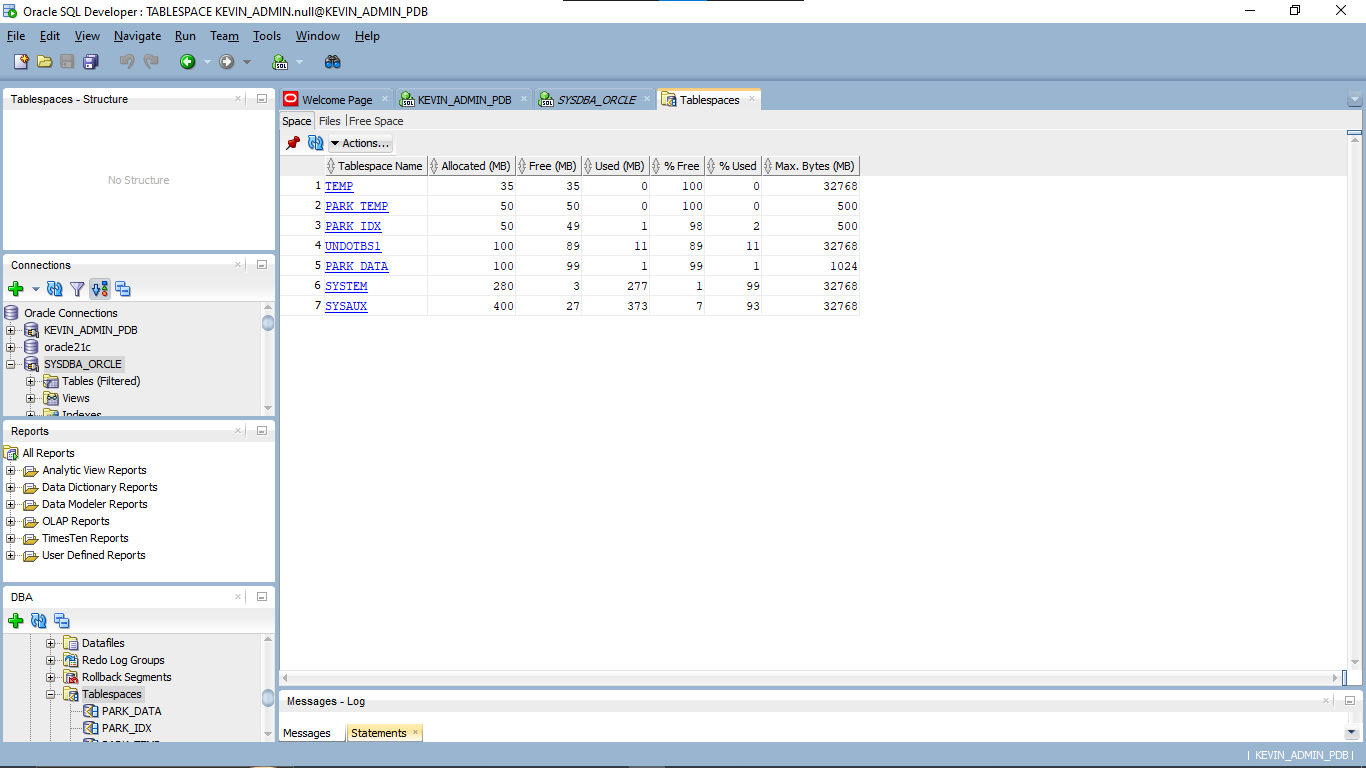 Oracle SQL Developer : TABLESPACE KEVIN_ADMIN.null@KEVIN_ADMIN_PDB
File Edit View Navigate Run Team Tools Window Help
Tablespaces - Structure
No Structure
Connections
Oracle Connections
KEVIN_ADMIN_PDB
oracle21c
SYSDBA_ORCLE
Tables (Filtered)
Views
Indexes
Reports
All Reports
Analytic View Reports
Data Dictionary Reports
Data Modeler Reports
OLAP Reports
TimesTen Reports
User Defined Reports
DBA
Datafiles
Redo Log Groups
Rollback Segments
Tablespaces
PARK_DATA
PARK_IDX
Welcome Page KEVIN_ADMIN_PDB SYSDBA_ORCLE Tablespaces
Space Files Free Space
Actions...
Tablespace Name Allocated (MB) Free (MB) Used (MB) % Free % Used Max. Bytes (MB)
1 TEMP 35 35 0 100 0 32768
2 PARK_TEMP 50 50 0 100 0 500
3 PARK_IDX 50 49 1 98 2 500
4 UNDOTBS1 100 89 11 89 11 32768
5 PARK_DATA 100 99 1 99 1 1024
6 SYSTEM 280 3 277 1 99 32768
7 SYSAUX 400 27 373 7 93 32768
Messages - Log
Messages Statements
| KEVIN_ADMIN_PDB |